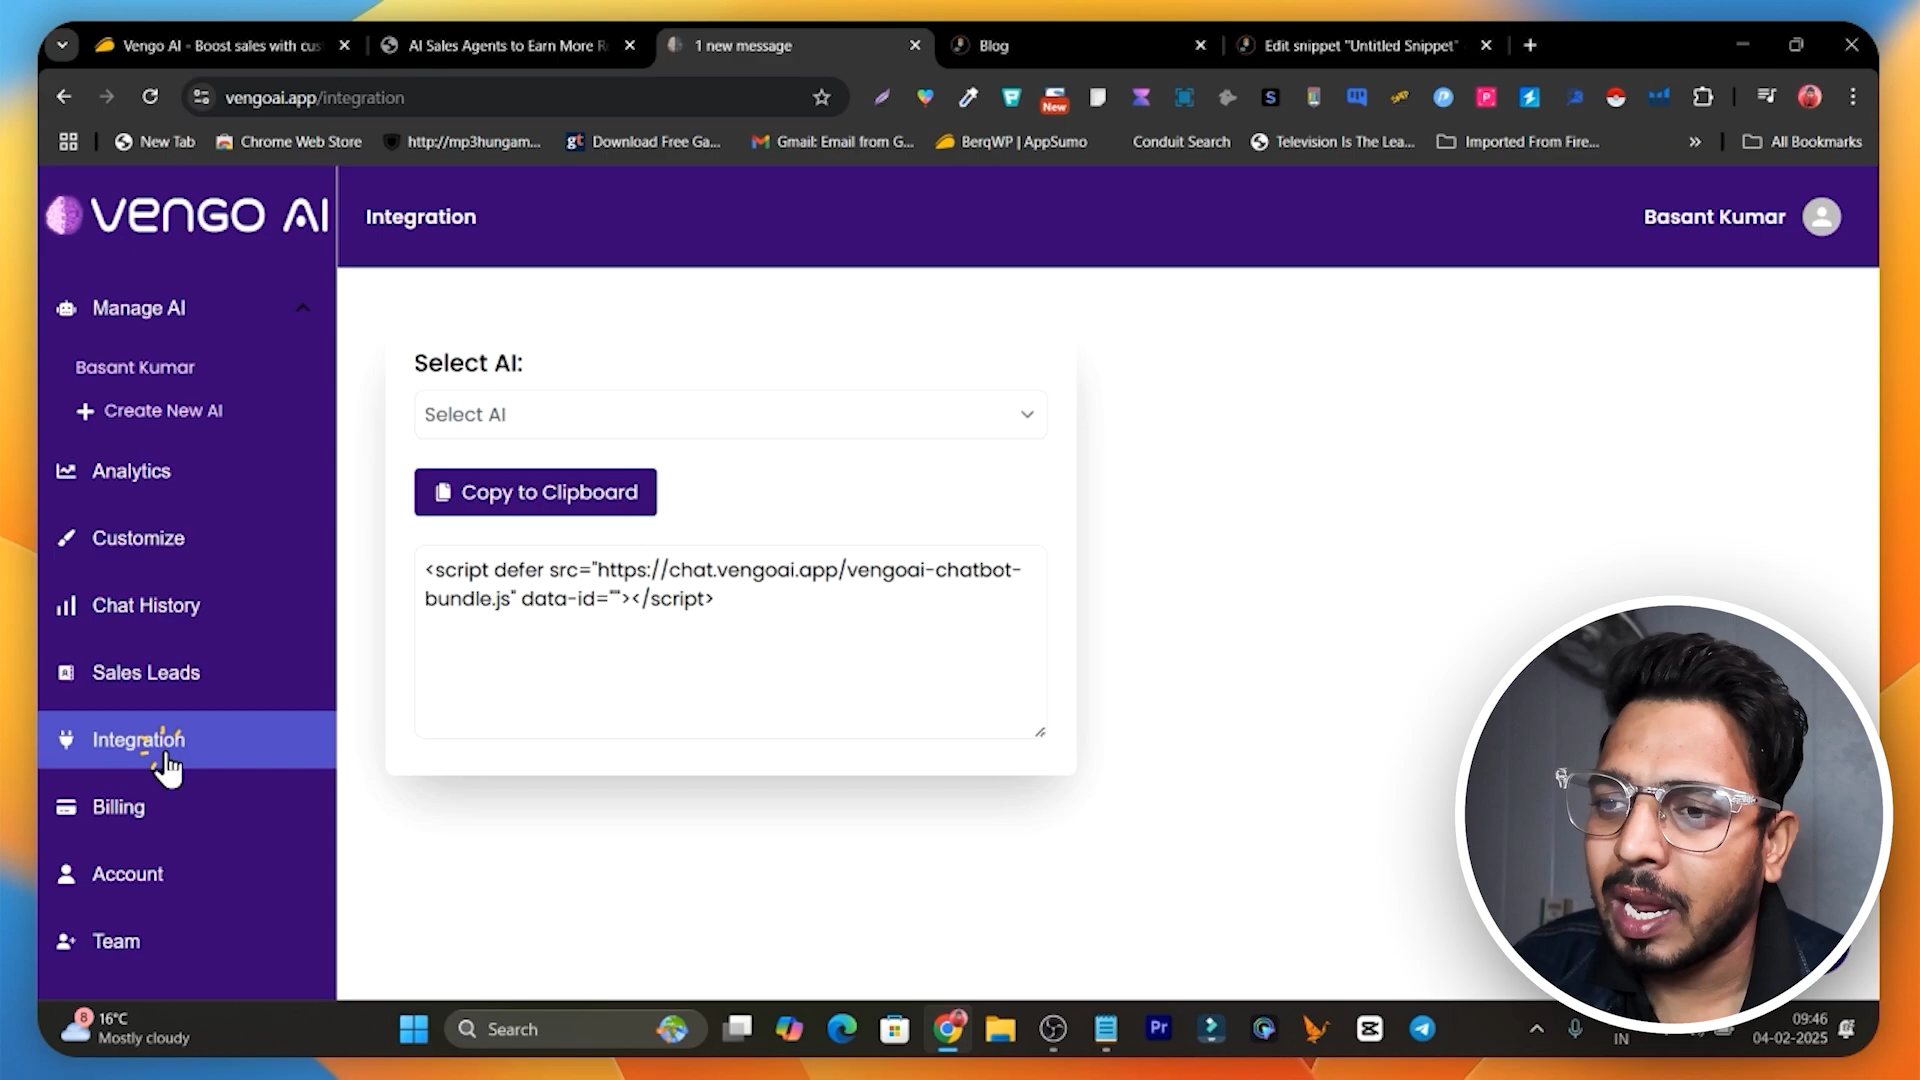 Vengo AI - Boost sales with cus
AI Sales Agents to Earn More R
1 new message
Blog
Edit snippet "Untitled Snippet"
vengoai.app/integration
New
New Tab
Chrome Web Store
http://mp3hungam...
Download Free Ga...
Gmail: Email from G...
BerqWP | AppSumo
Conduit Search
Television Is The Lea...
Imported From Fire...
All Bookmarks
VENGO AI
Integration
Basant Kumar
Manage AI
Basant Kumar
Create New AI
Analytics
Customize
Chat History
Sales Leads
Integration
Billing
Account
Team
Select AI:
Select AI
Copy to Clipboard
<script defer src="https://chat.vengoai.app/vengoai-chatbot-
bundle.js" data-id=""></script>
8
16°C
Mostly cloudy
Search
Pr
IN
09:46
04-02-2025